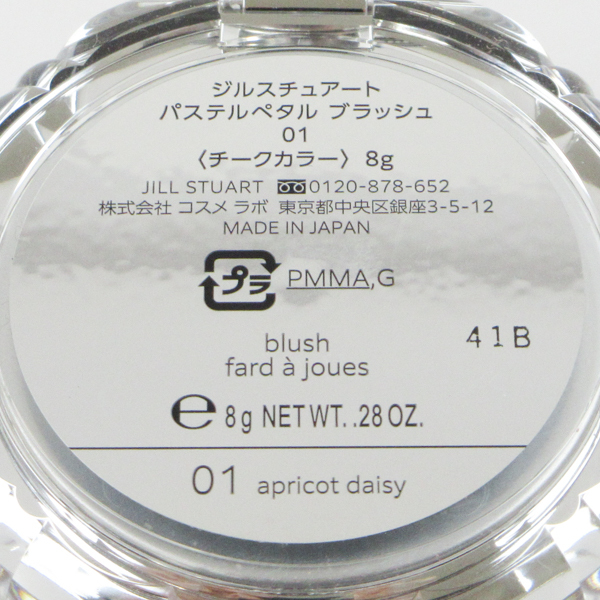 ジルスチュアート
パステルペタル ブラッシュ
01
〈チークカラー〉 8g
JILL STUART 0120-878-652
株式会社 コスメ ラボ 東京都中央区銀座3-5-12
MADE IN JAPAN
プラ PMMA,G
41B
blush
fard à joues
℮ 8g NET WT. .28 OZ.
01 apricot daisy